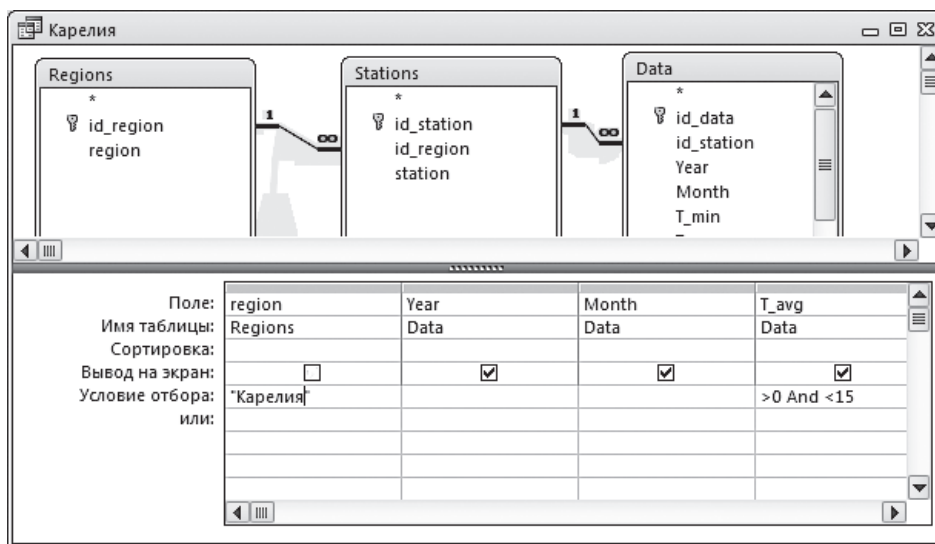 Карелия
Regions
*
id_region
region
1
∞
Stations
*
id_station
id_region
station
1
∞
Data
*
id_data
id_station
Year
Month
T_min
Поле: region Year Month T_avg
Имя таблицы: Regions Data Data Data
Сортировка:
Вывод на экран:
Условие отбора: "Карелия" >0 And <15
или: